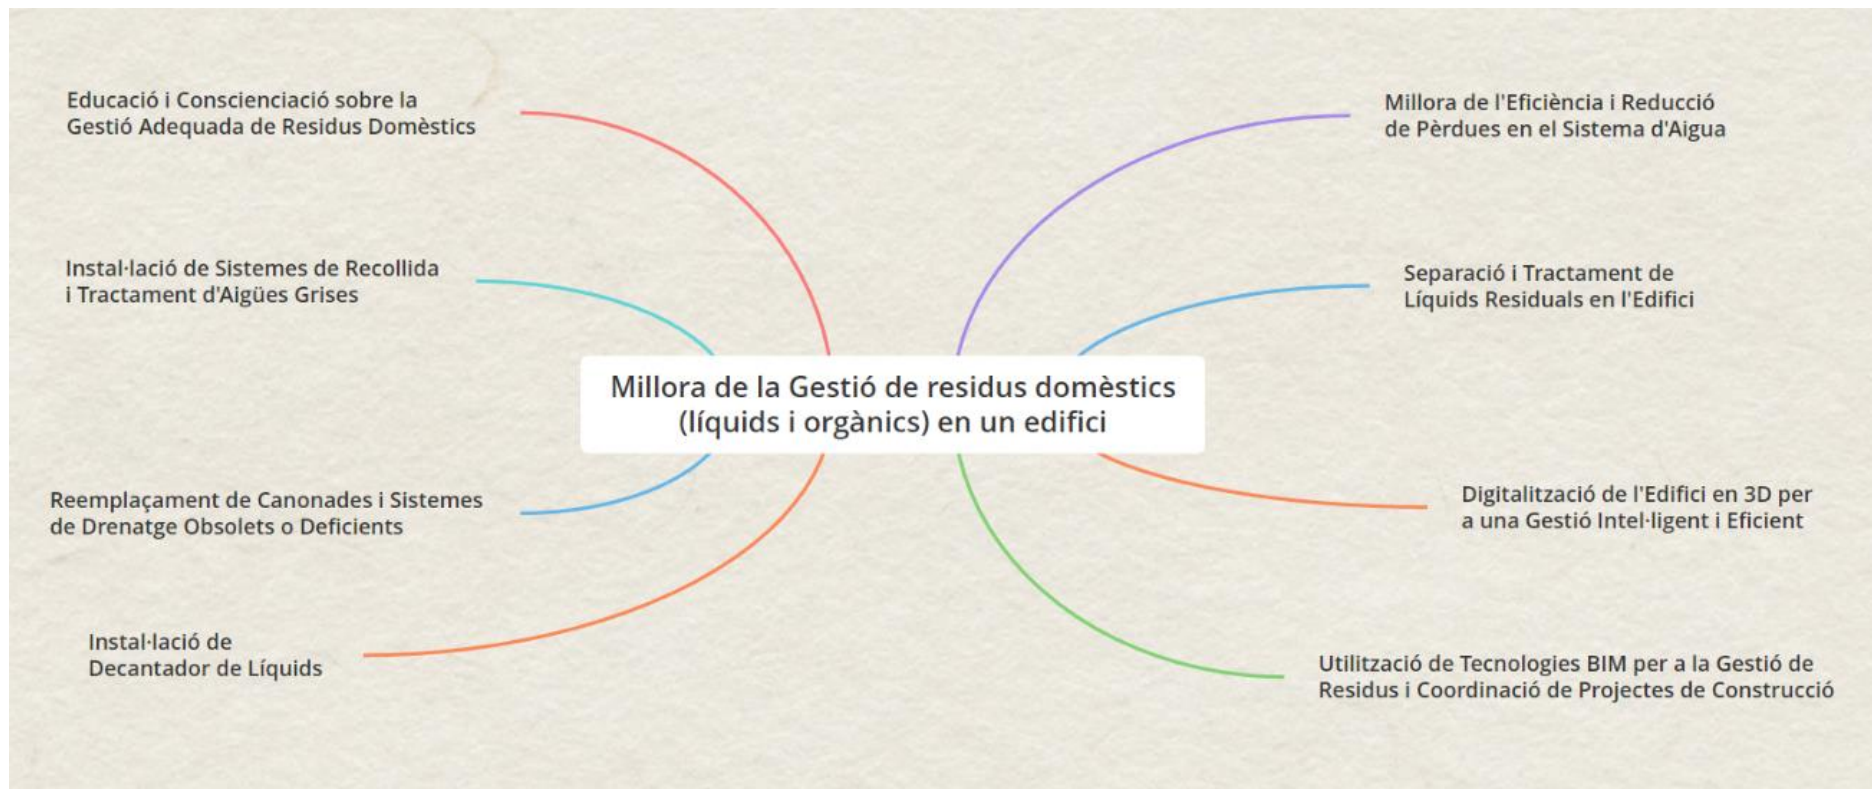 Educació i Conscienciació sobre la
Gestió Adequada de Residus Domèstics
Instal·lació de Sistemes de Recollida
i Tractament d'Aigües Grises
Reemplaçament de Canonades i Sistemes
de Drenatge Obsolets o Deficients
Instal·lació de
Decantador de Líquids
Millora de la Gestió de residus domèstics
(líquids i orgànics) en un edifici
Millora de l'Eficiència i Reducció
de Pèrdues en el Sistema d'Aigua
Separació i Tractament de
Líquids Residuals en l'Edifici
Digitalització de l'Edifici en 3D per
a una Gestió Intel·ligent i Eficient
Utilització de Tecnologies BIM per a la Gestió de
Residus i Coordinació de Projectes de Construcció